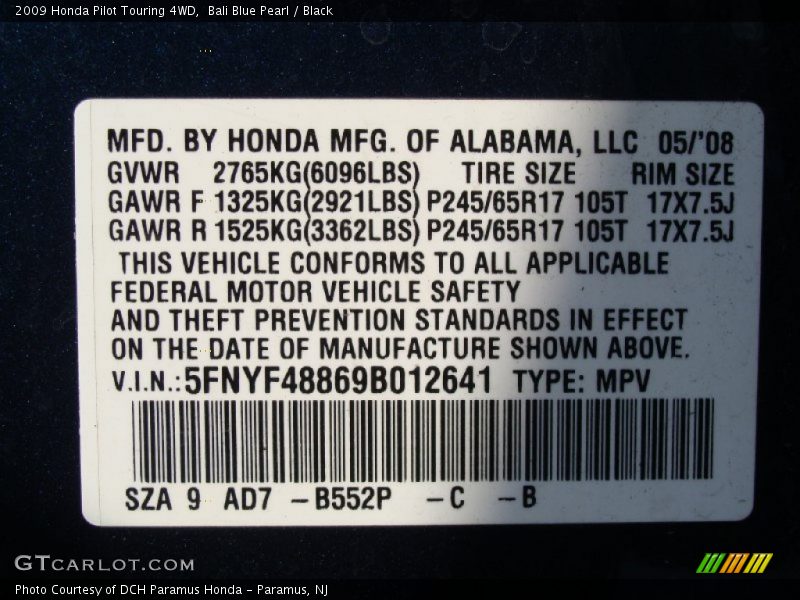 2009 Honda Pilot Touring 4WD, Bali Blue Pearl / Black
MFD. BY HONDA MFG. OF ALABAMA, LLC 05/'08
GVWR 2765KG(6096LBS) TIRE SIZE RIM SIZE
GAWR F 1325KG(2921LBS) P245/65R17 105T 17X7.5J
GAWR R 1525KG(3362LBS) P245/65R17 105T 17X7.5J
THIS VEHICLE CONFORMS TO ALL APPLICABLE
FEDERAL MOTOR VEHICLE SAFETY
AND THEFT PREVENTION STANDARDS IN EFFECT
ON THE DATE OF MANUFACTURE SHOWN ABOVE.
V.I.N.:5FNYF48869B012641 TYPE: MPV
SZA 9 AD7 -B552P -C -B
GTCARLOT.COM
Photo Courtesy of DCH Paramus Honda - Paramus, NJ